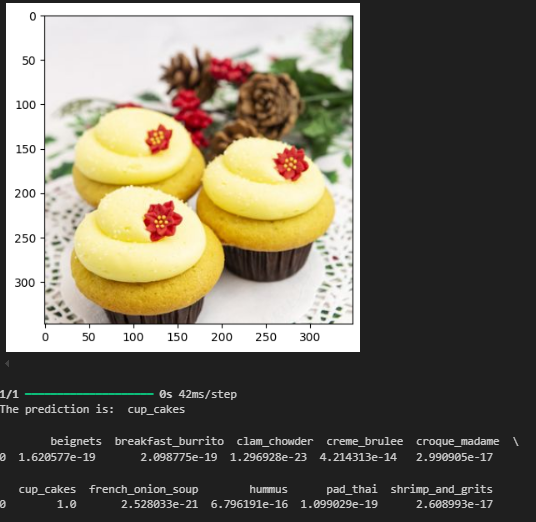 0
50
100
150
200
250
300
0 50 100 150 200 250 300
1/1 ━━━━━━━━━━━━━━━━━━━━ 0s 42ms/step
The prediction is:  cup_cakes
beignets  breakfast_burrito  clam_chowder  creme_brulee  croque_madame  \
0  1.620577e-19  2.098775e-19  1.296928e-23  4.214313e-14  2.990905e-17
cup_cakes  french_onion_soup  hummus  pad_thai  shrimp_and_grits
0  1.0  2.528033e-21  6.796191e-16  1.099029e-19  2.608993e-17